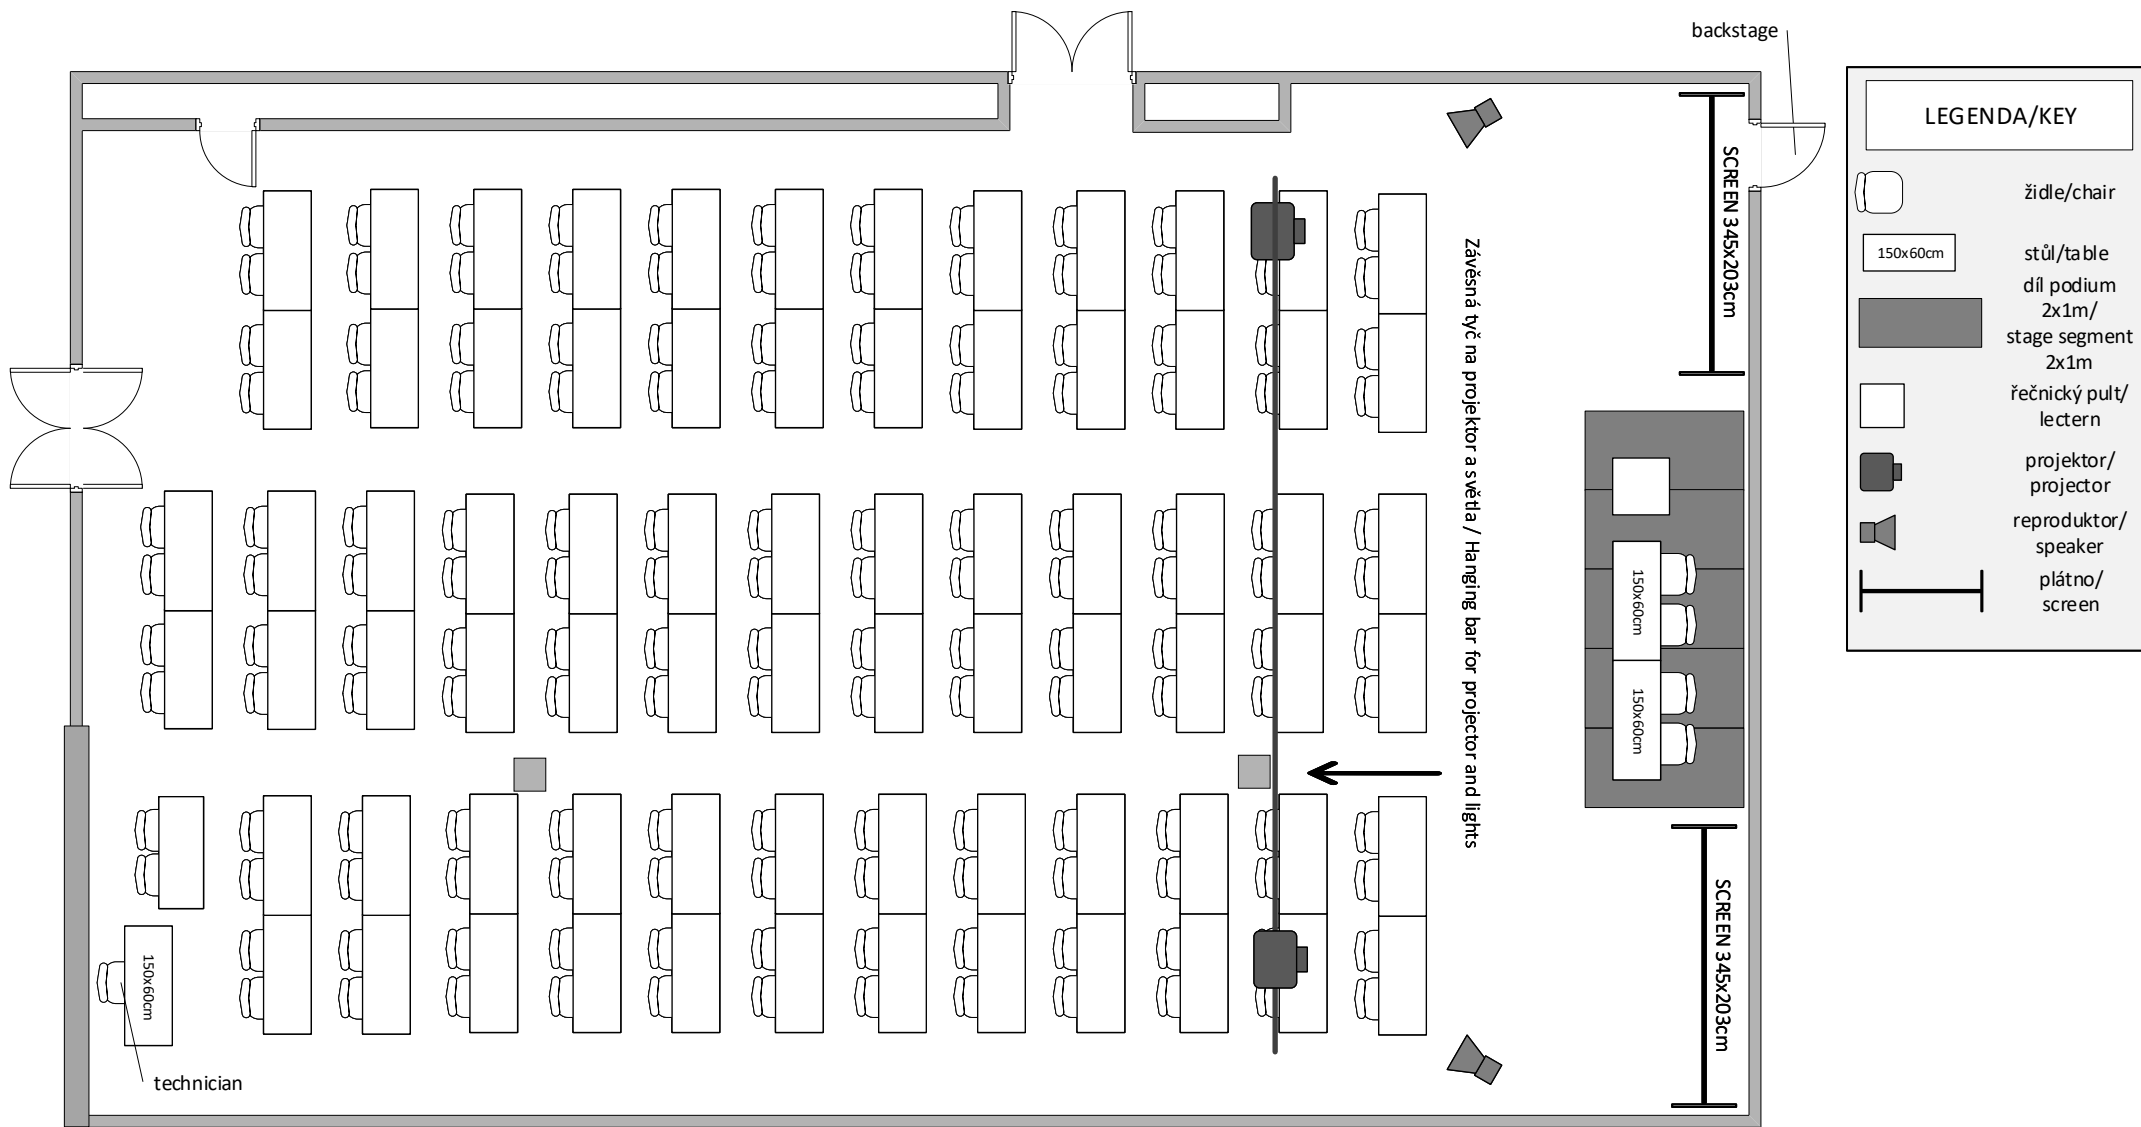 backstage
LEGENDA/KEY
židle/chair
150x60cm
stůl/table
díl podium
2x1m/
stage segment
2x1m
řečnický pult/
lectern
projektor/
projector
reproduktor/
speaker
plátno/
screen
SCREEN 345x203cm
Závěsná tyč na projektor a světla / Hanging bar for projector and lights
150x60cm
150x60cm
SCREEN 345x203cm
150x60cm
technician